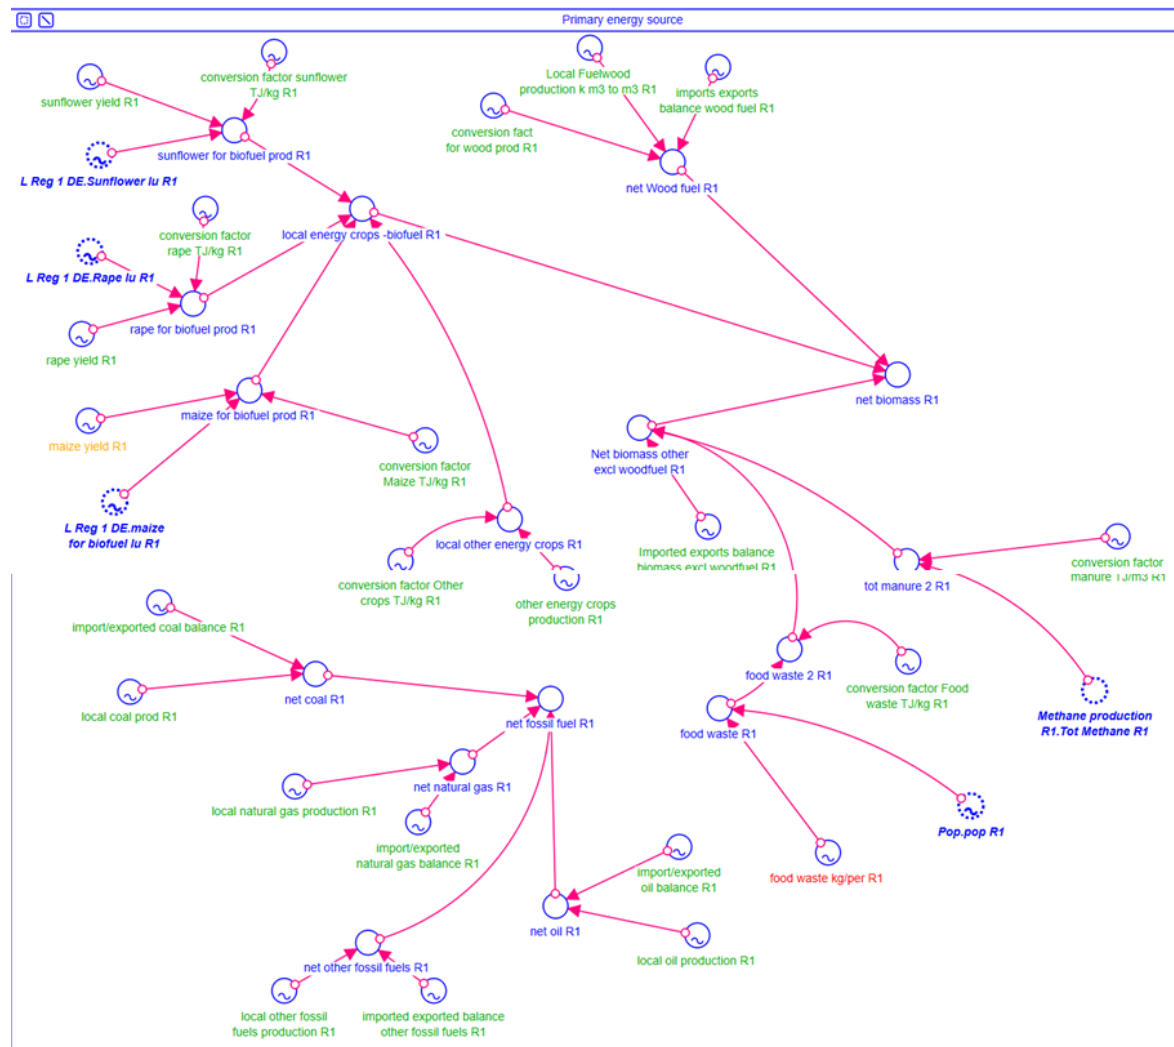 Primary energy source
conversion factor sunflower
TJ/kg R1
sunflower yield R1
sunflower for biofuel prod R1
L Reg 1 DE.Sunflower lu R1
Local Fuelwood
production k m3 to m3 R1
imports exports
balance wood fuel R1
conversion fact
for wood prod R1
net Wood fuel R1
conversion factor
rape TJ/kg R1
local energy crops -biofuel R1
L Reg 1 DE.Rape lu R1
rape for biofuel prod R1
rape yield R1
net biomass R1
maize for biofuel prod R1
maize yield R1
conversion factor
Maize TJ/kg R1
Net biomass other
excl woodfuel R1
L Reg 1 DE.maize
for biofuel lu R1
local other energy crops R1
Imported exports balance
biomass excl woodfuel R1
conversion factor Other
crops TJ/kg R1
other energy crops
production R1
tot manure 2 R1
conversion factor
manure TJ/m3 R1
import/exported coal balance R1
net coal R1
local coal prod R1
food waste 2 R1
conversion factor Food
waste TJ/kg R1
net fossil fuel R1
food waste R1
Methane production
R1.Tot Methane R1
net natural gas R1
local natural gas production R1
import/exported
natural gas balance R1
Pop.pop R1
import/exported
oil balance R1
food waste kg/per R1
net oil R1
local oil production R1
net other fossil fuels R1
local other fossil
fuels production R1
imported exported balance
other fossil fuels R1